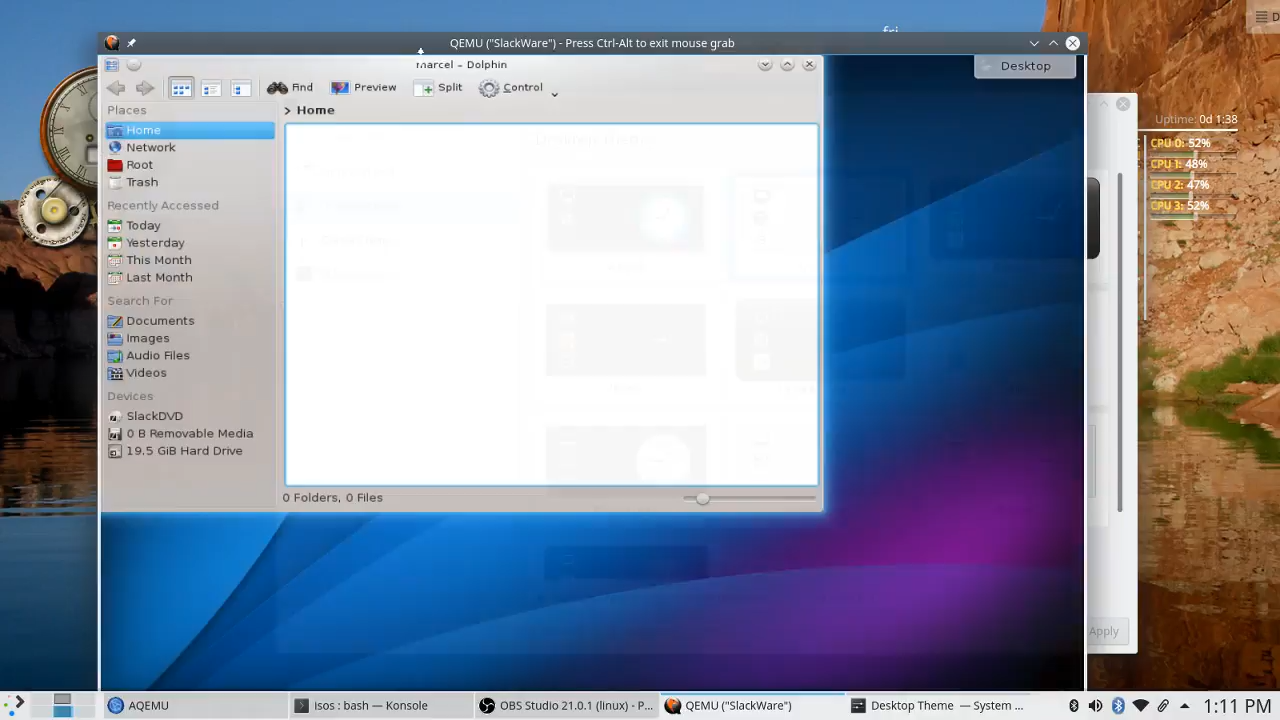 fri
D
QEMU ("SlackWare") - Press Ctrl-Alt to exit mouse grab
marcel – Dolphin
Desktop
Find
Preview
Split
Control
Places
> Home
Home
Network
Root
Trash
Recently Accessed
Today
Yesterday
This Month
Last Month
Search For
Documents
Images
Audio Files
Videos
Devices
SlackDVD
0 B Removable Media
19.5 GiB Hard Drive
0 Folders, 0 Files
Uptime: 0d 1:38
CPU 0: 52%
CPU 1: 48%
CPU 2: 47%
CPU 3: 52%
Apply
AQEMU
isos : bash — Konsole
OBS Studio 21.0.1 (linux) - P...
QEMU ("SlackWare")
Desktop Theme — System ...
1:11 PM